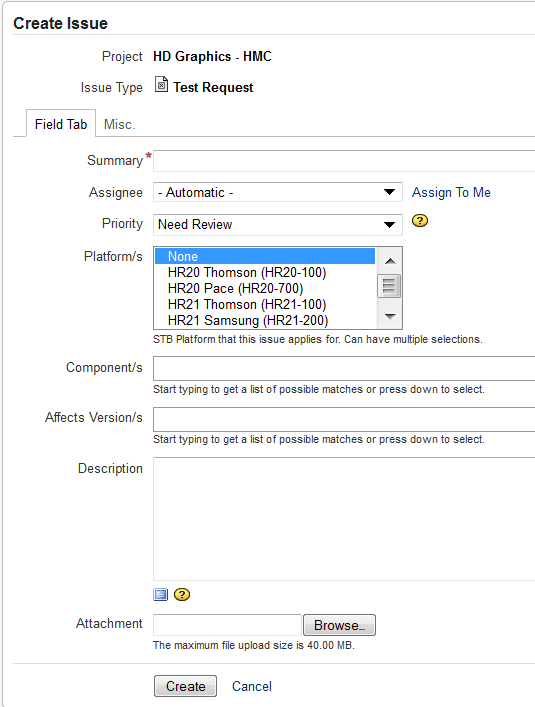 Create Issue
Project HD Graphics - HMC
Issue Type Test Request
Field Tab Misc.
Summary *
Assignee - Automatic - Assign To Me
Priority Need Review ?
Platform/s None
HR20 Thomson (HR20-100)
HR20 Pace (HR20-700)
HR21 Thomson (HR21-100)
HR21 Samsung (HR21-200)
STB Platform that this issue applies for. Can have multiple selections.
Component/s
Start typing to get a list of possible matches or press down to select.
Affects Version/s
Start typing to get a list of possible matches or press down to select.
Description
?
Attachment Browse...
The maximum file upload size is 40.00 MB.
Create Cancel